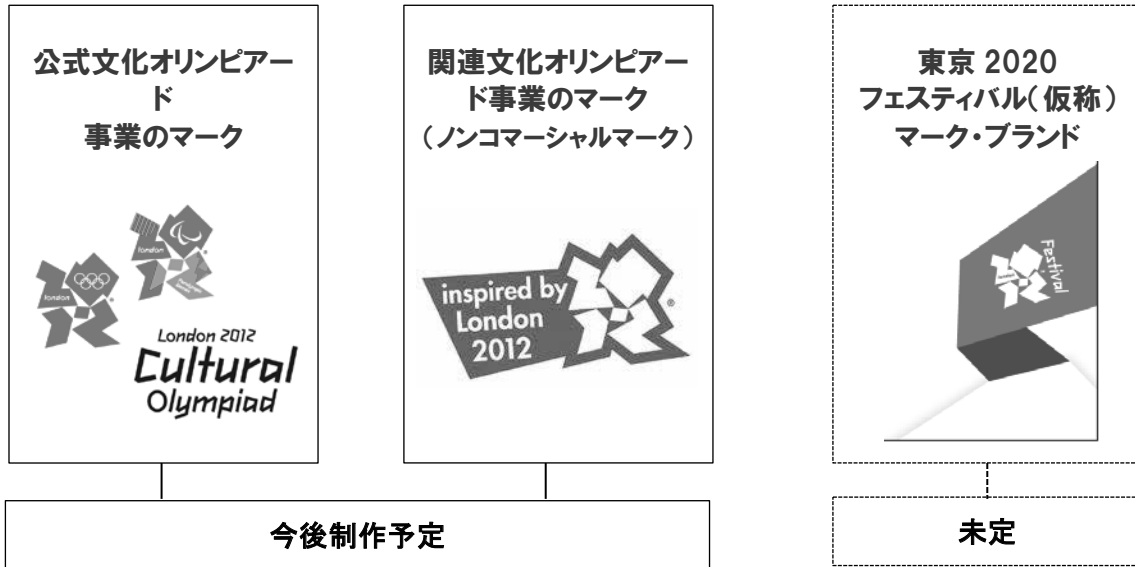 公式文化オリンピアー
ド
事業のマーク
london
london
London 2012
Cultural
Olympiad
関連文化オリンピアー
ド事業のマーク
（ノンコマーシャルマーク）
inspired by
London
2012
®
東京 2020
フェスティバル（仮称）
マーク・ブランド
Festival
今後制作予定
未定